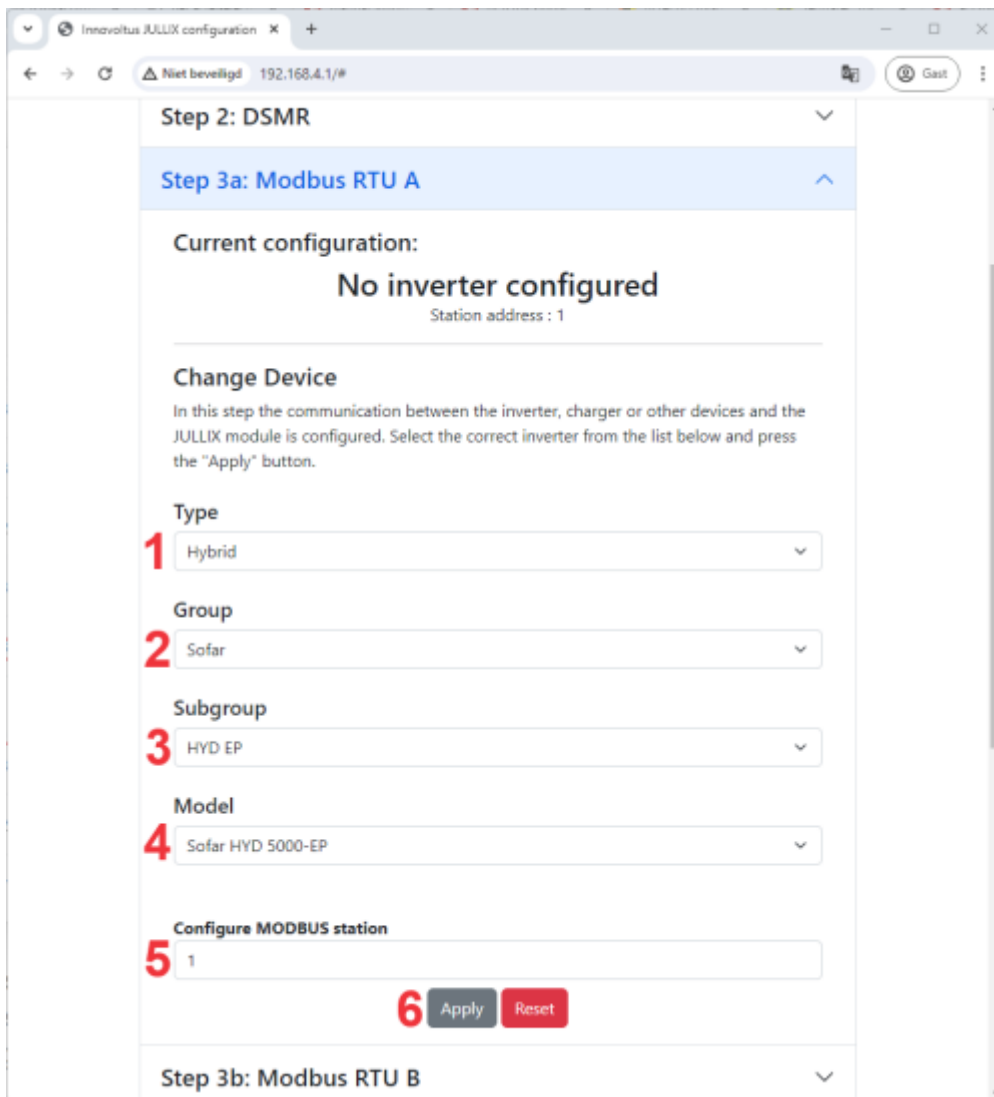 Innovoltus JULLIX configuration
Niet beveiligd 192.168.4.1/#
Gast
Step 2: DSMR
Step 3a: Modbus RTU A
Current configuration:
No inverter configured
Station address : 1
Change Device
In this step the communication between the inverter, charger or other devices and the
JULLIX module is configured. Select the correct inverter from the list below and press
the "Apply" button.
Type
1 Hybrid
Group
2 Sofar
Subgroup
3 HYD EP
Model
4 Sofar HYD 5000-EP
Configure MODBUS station
5 1
6 Apply Reset
Step 3b: Modbus RTU B